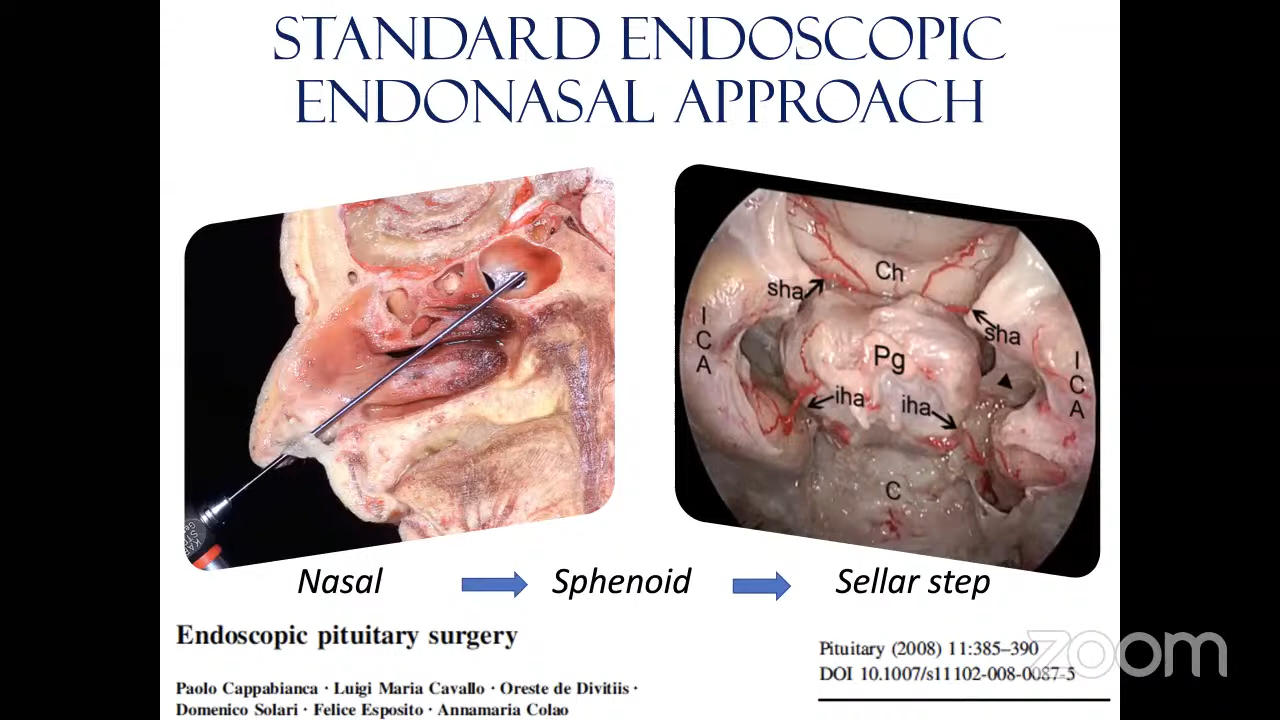 STANDARD ENDOSCOPIC
ENDONASAL APPROACH
Ch
sha
sha
I
C
A
Pg
I
C
A
iha
iha
C
Nasal
Sphenoid
Sellar step
Endoscopic pituitary surgery
Pituitary (2008) 11:385–390
DOI 10.1007/s11102-008-0087-5
zoom
Paolo Cappabianca · Luigi Maria Cavallo · Oreste de Divitiis ·
Domenico Solari · Felice Esposito · Annamaria Colao